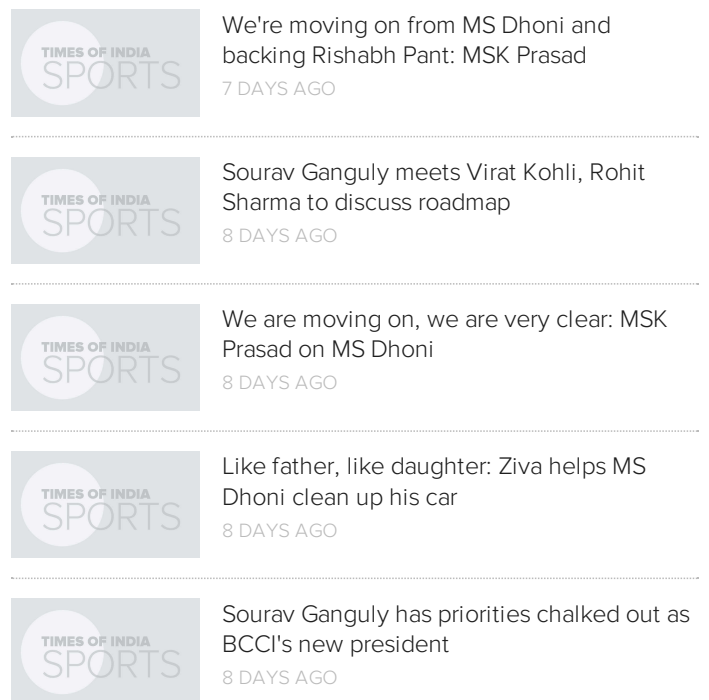 TIMES OF INDIA
SPORTS
We're moving on from MS Dhoni and
backing Rishabh Pant: MSK Prasad
7 DAYS AGO
TIMES OF INDIA
SPORTS
Sourav Ganguly meets Virat Kohli, Rohit
Sharma to discuss roadmap
8 DAYS AGO
TIMES OF INDIA
SPORTS
We are moving on, we are very clear: MSK
Prasad on MS Dhoni
8 DAYS AGO
TIMES OF INDIA
SPORTS
Like father, like daughter: Ziva helps MS
Dhoni clean up his car
8 DAYS AGO
TIMES OF INDIA
SPORTS
Sourav Ganguly has priorities chalked out as
BCCI's new president
8 DAYS AGO